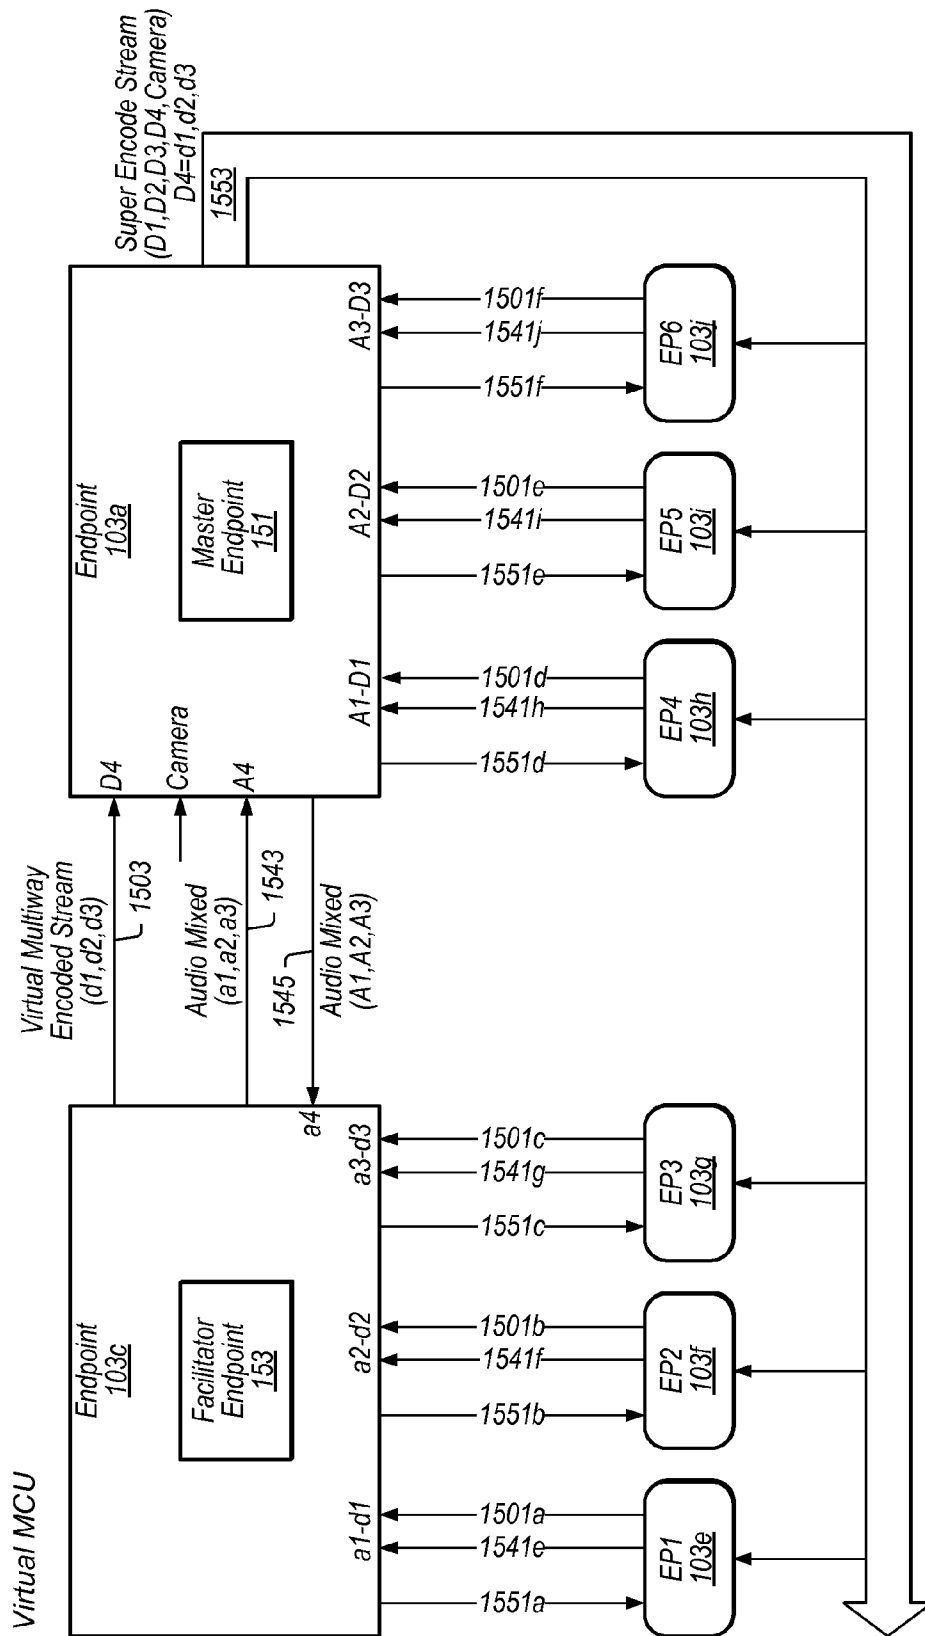 Virtual MCU
Endpoint
103c
Facilitator
Endpoint
153
a1-d1
a2-d2
a3-d3
a4
Virtual Multiway
Encoded Stream
(d1,d2,d3)
1503
Audio Mixed
(a1,a2,a3)
1543
1545
Audio Mixed
(A1,A2,A3)
Endpoint
103a
D4
Camera
A4
Master
Endpoint
151
A1-D1
A2-D2
A3-D3
Super Encode Stream
(D1,D2,D3,D4,Camera)
D4=d1,d2,d3
1553
1551a
1541e
1501a
1551b
1541f
1501b
1551c
1541g
1501c
1551d
1541h
1501d
1551e
1541i
1501e
1551f
1541j
1501f
EP1
103e
EP2
103f
EP3
103g
EP4
103h
EP5
103i
EP6
103j